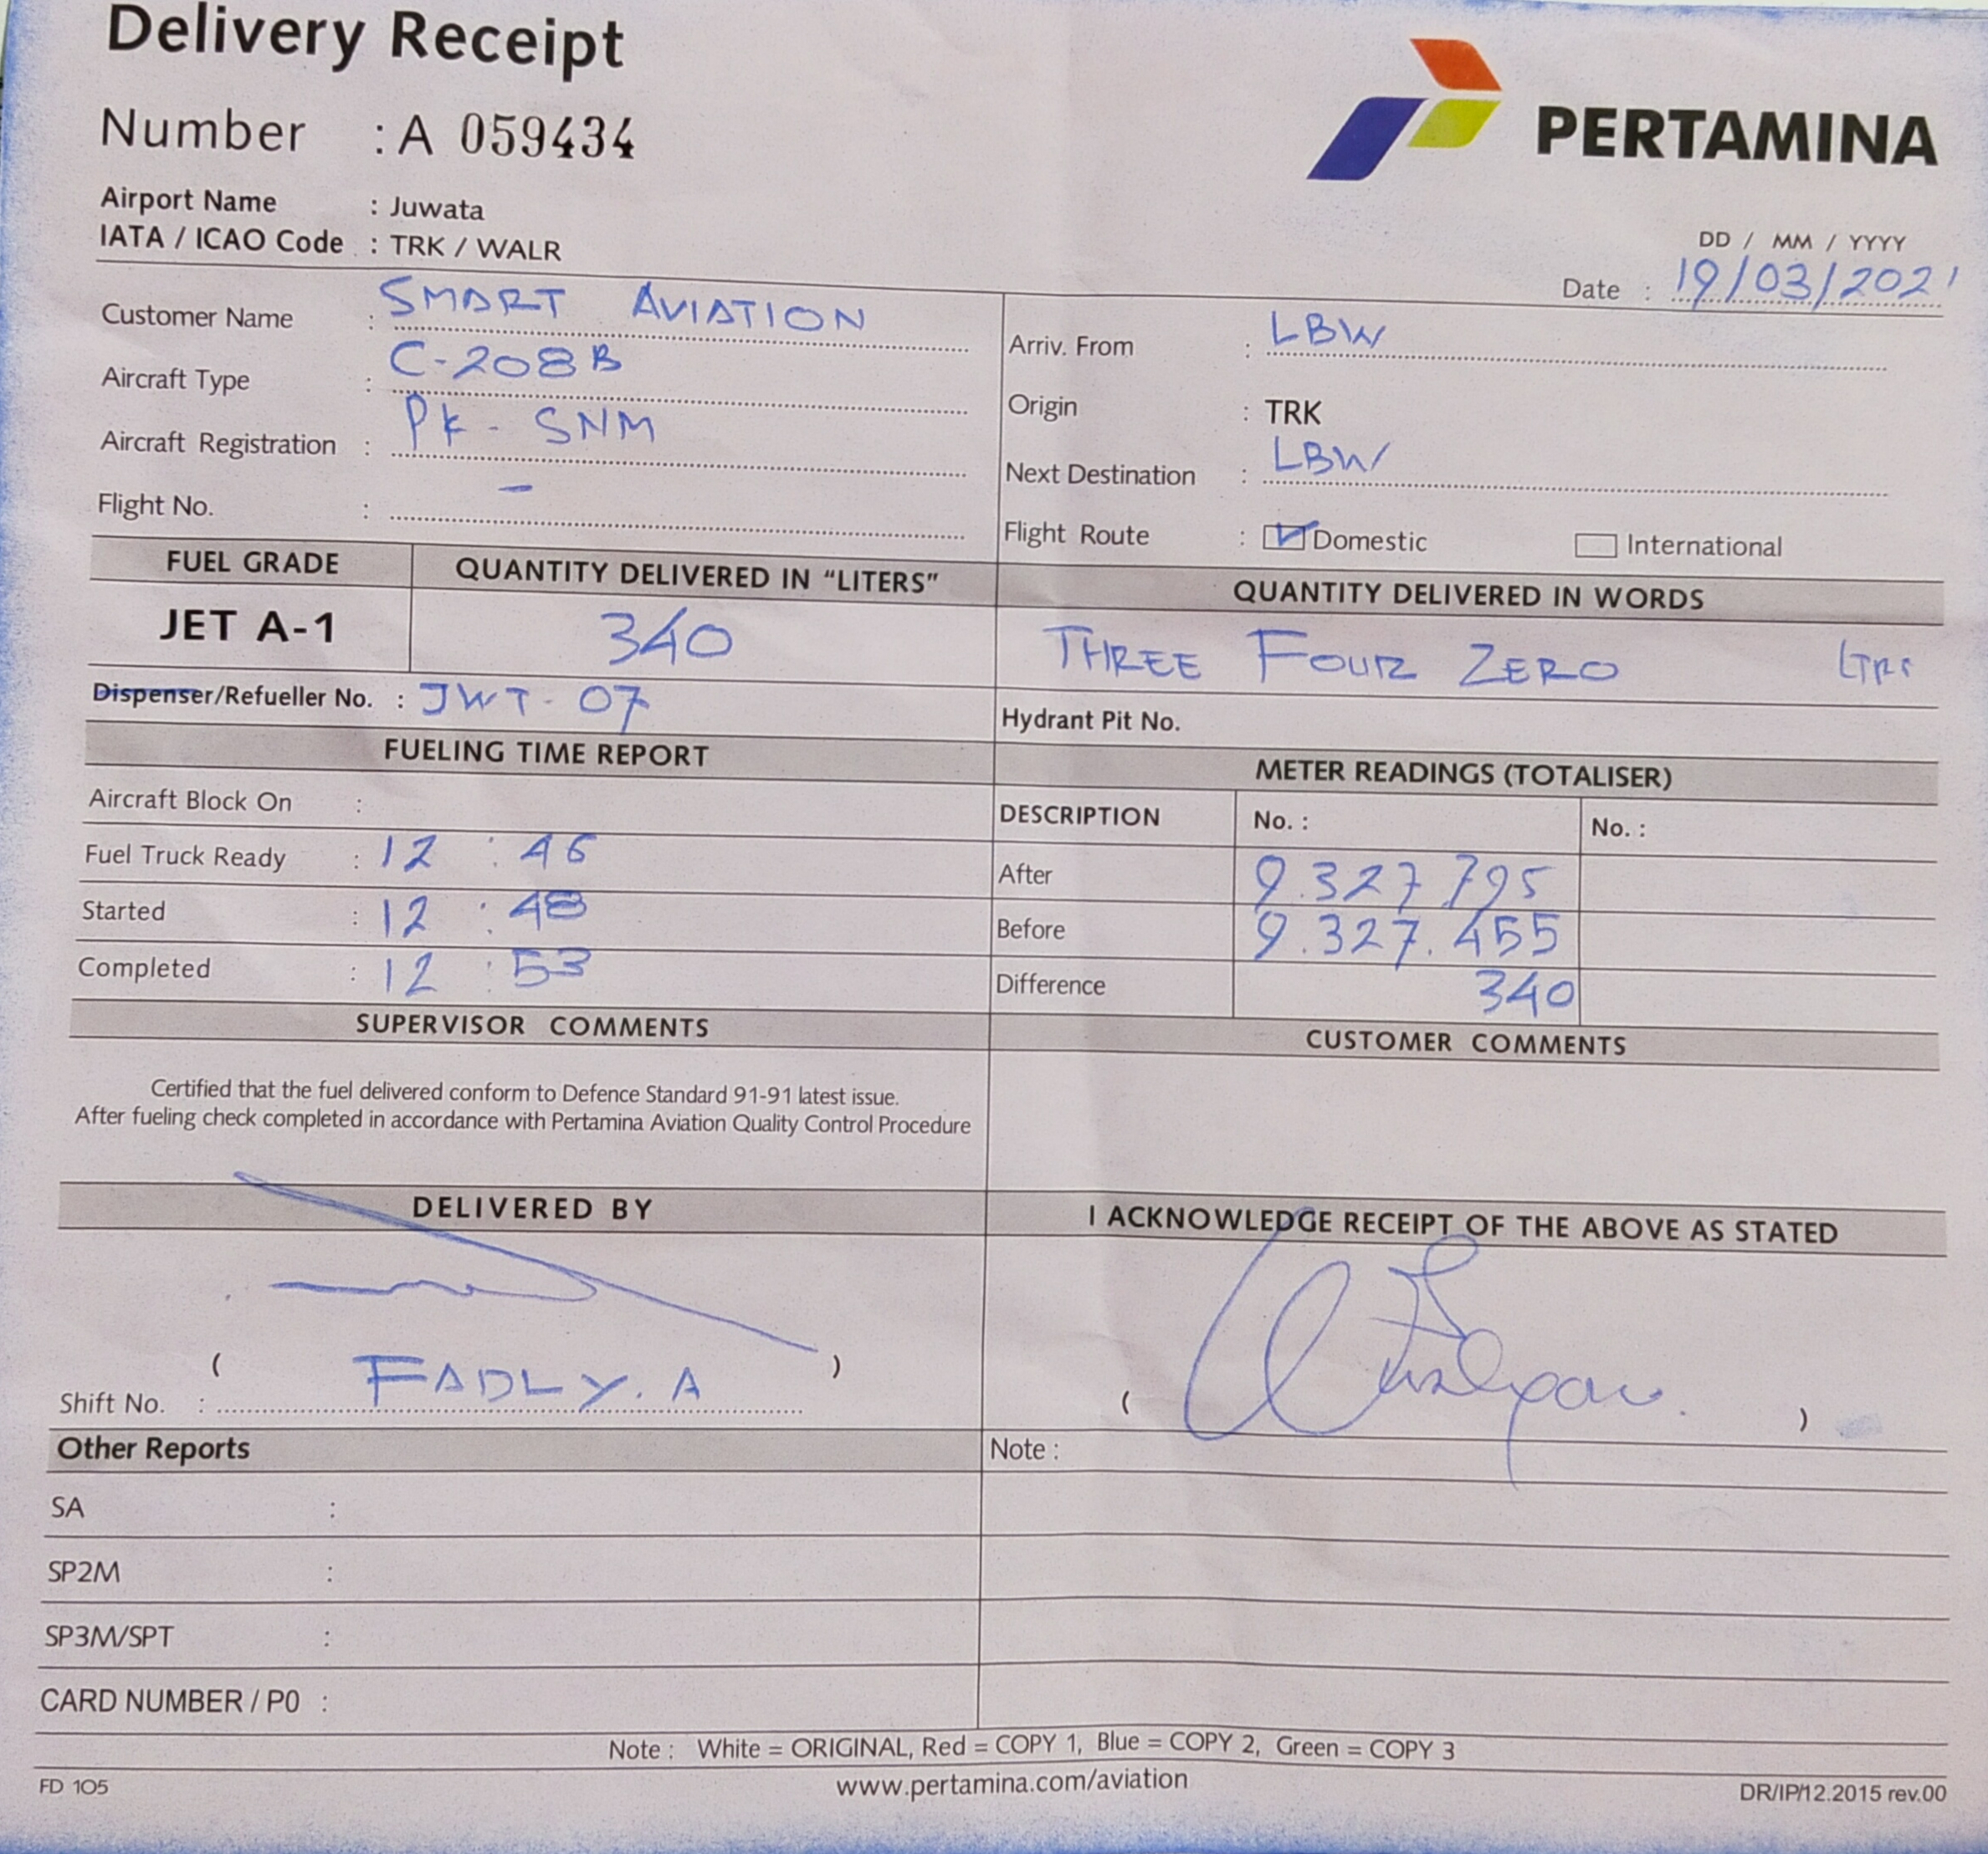 Delivery Receipt
PERTAMINA
Number : A 059434
Airport Name : Juwata
IATA / ICAO Code : TRK / WALR
DD / MM / YYYY
Date : 19/03/2021
Customer Name : SMART AVIATION
Aircraft Type : C-208B
Aircraft Registration : PK - SNM
Flight No. : -
Arriv. From : LBW
Origin : TRK
Next Destination : LBW
Flight Route : Domestic International
FUEL GRADE QUANTITY DELIVERED IN “LITERS” QUANTITY DELIVERED IN WORDS
JET A-1 340 THREE FOUR ZERO LTRS
Dispenser/Refueller No. : JWT - 07 Hydrant Pit No.
FUELING TIME REPORT
Aircraft Block On :
Fuel Truck Ready : 12 : 46
Started : 12 : 48
Completed : 12 : 53
METER READINGS (TOTALISER)
DESCRIPTION No. : No. :
After 9.327.795
Before 9.327.455
Difference 340
SUPERVISOR COMMENTS CUSTOMER COMMENTS
Certified that the fuel delivered conform to Defence Standard 91-91 latest issue.
After fueling check completed in accordance with Pertamina Aviation Quality Control Procedure
DELIVERED BY I ACKNOWLEDGE RECEIPT OF THE ABOVE AS STATED
( FADLY. A )
Shift No. :
( )
Other Reports Note :
SA :
SP2M :
SP3M/SPT :
CARD NUMBER / P0 :
Note : White = ORIGINAL, Red = COPY 1, Blue = COPY 2, Green = COPY 3
FD 105 www.pertamina.com/aviation DR/IP/12.2015 rev.00